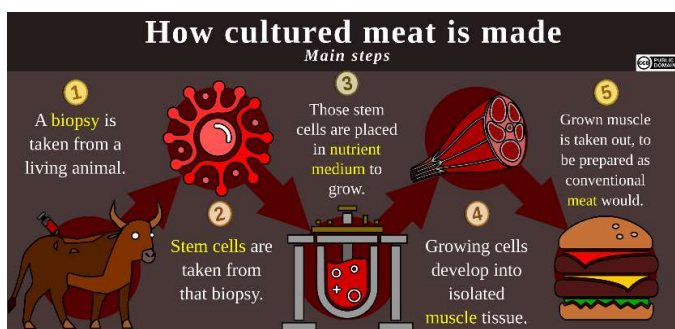 How cultured meat is made
Main steps
PUBLIC
DOMAIN
1
A biopsy is
taken from a
living animal.
2
Stem cells are
taken from
that biopsy.
3
Those stem
cells are placed
in nutrient
medium to
grow.
4
Growing cells
develop into
isolated
muscle tissue.
5
Grown muscle
is taken out, to
be prepared as
conventional
meat would.